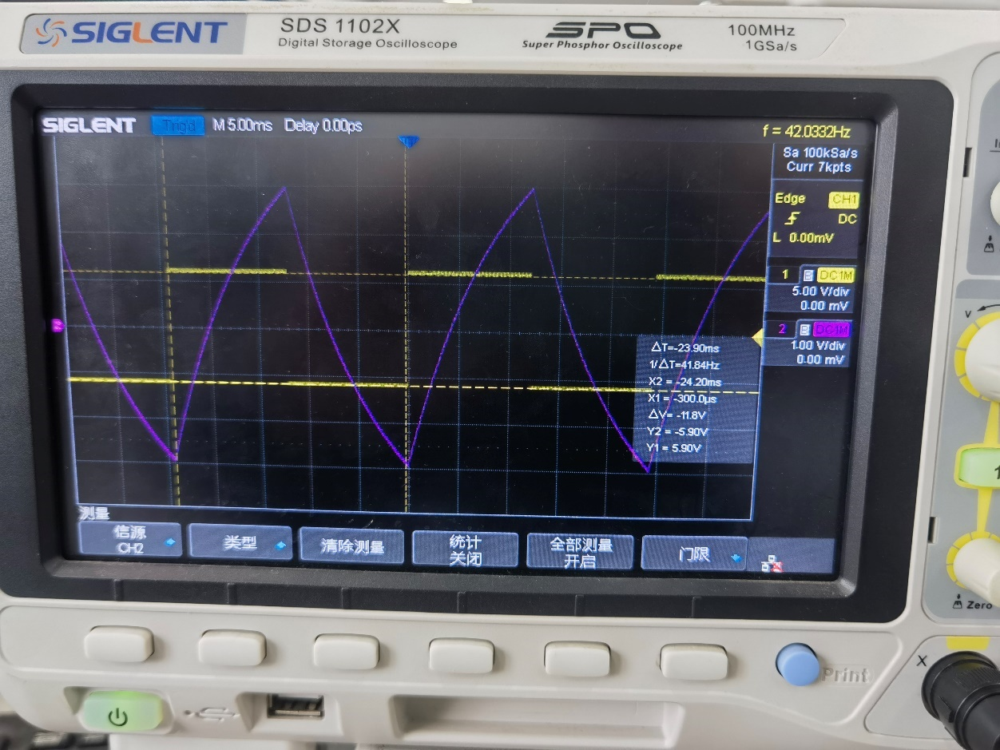 SIGLENT
SDS 1102X
Digital Storage Oscilloscope
SPO
Super Phosphor Oscilloscope
100MHz
1GSa/s
SIGLENT Trig'd M 5.00ms Delay 0.00ps f = 42.0332Hz
Sa 100kSa/s
Curr 7kpts
Edge CH1
DC
L 0.00mV
1 B DC1M
5.00 V/div
0.00 mV
2 B DC1M
1.00 V/div
0.00 mV
△T=-23.90ms
1/△T=41.84Hz
X2 = -24.20ms
X1 = -300.0µs
△V= -11.8V
Y2 = -5.90V
Y1 = 5.90V
测量
信源
CH2
类型
清除测量
统计
关闭
全部测量
开启
门限
Print
V
1
Zero
X